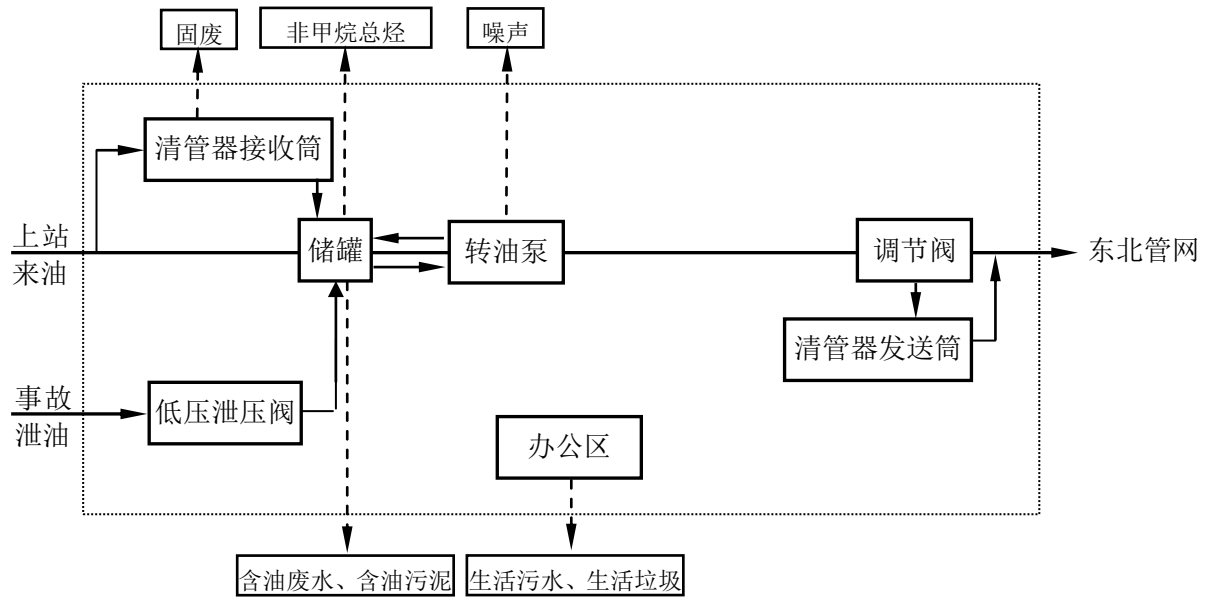 固废
非甲烷总烃
噪声
清管器接收筒
上站
来油
储罐
转油泵
调节阀
东北管网
清管器发送筒
事故
泄油
低压泄压阀
办公区
含油废水、含油污泥
生活污水、生活垃圾